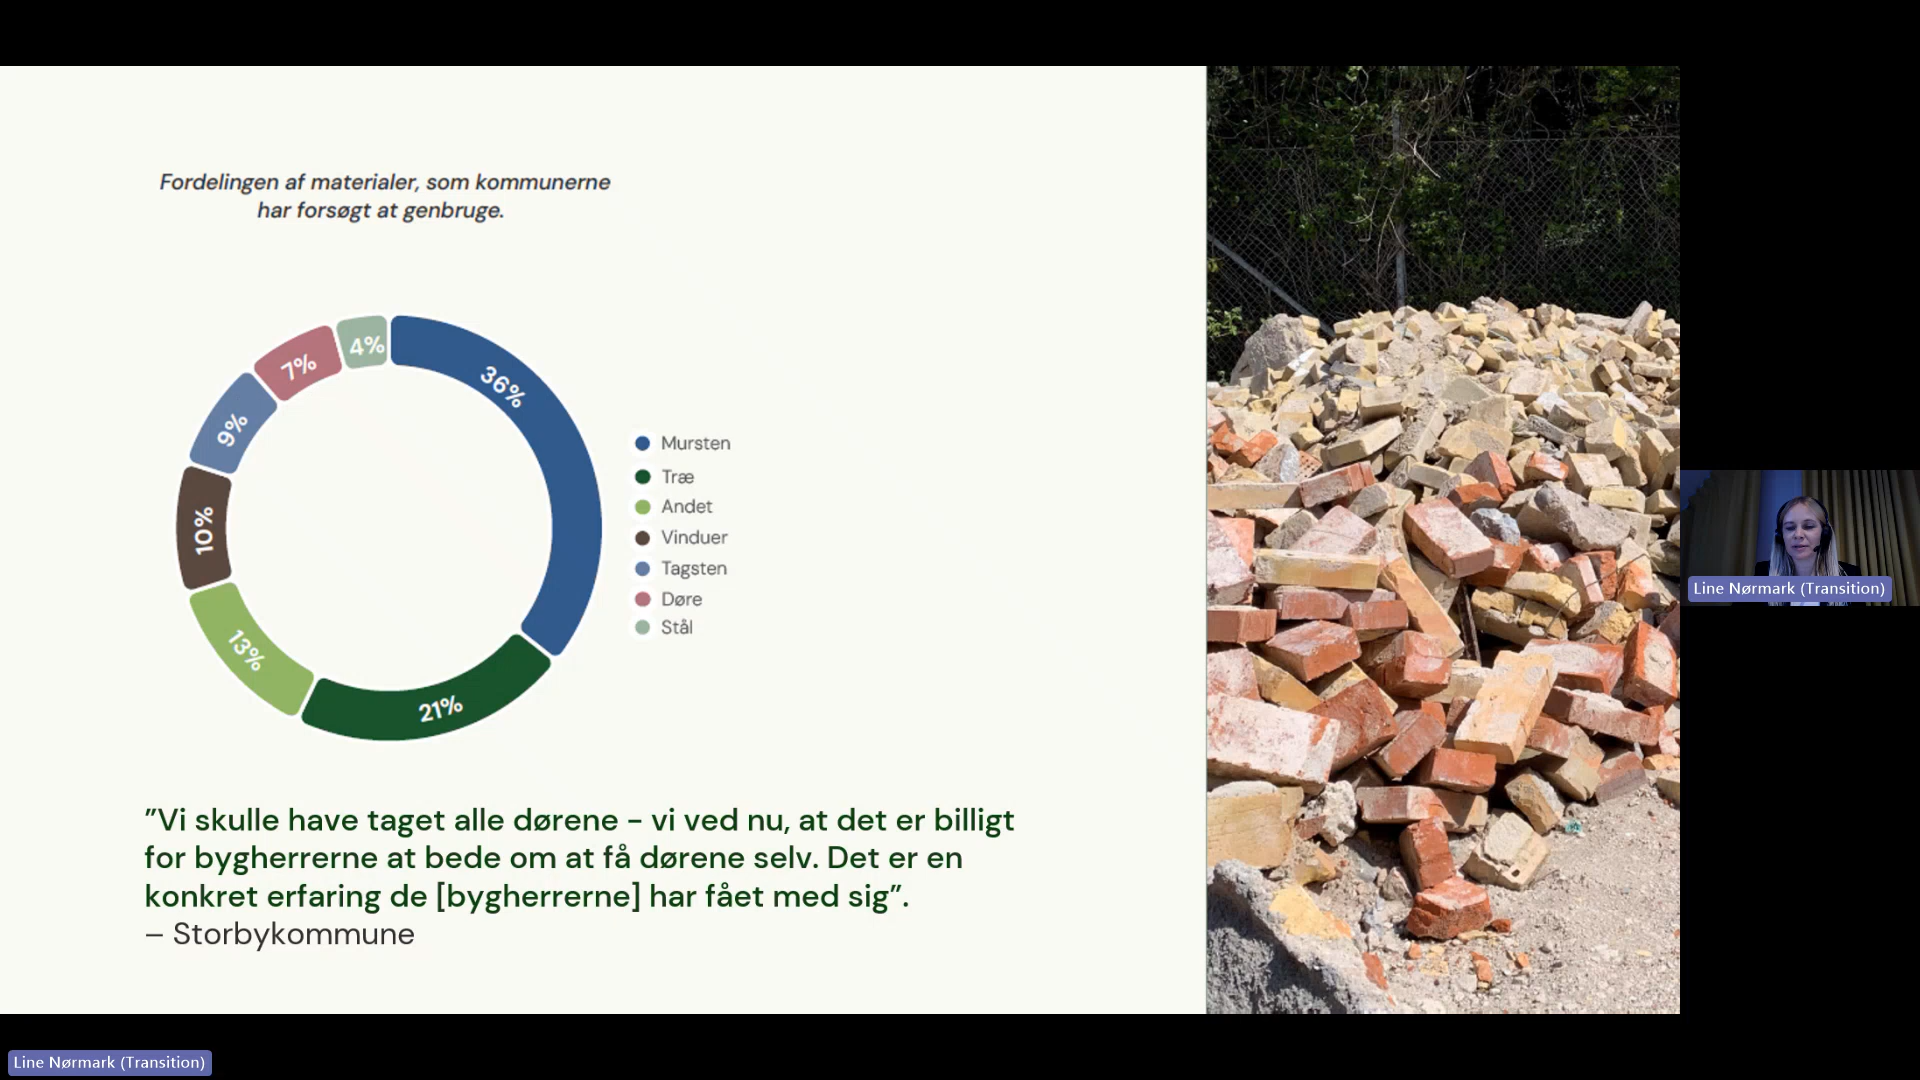 Fordelingen af materialer, som kommunerne
har forsøgt at genbruge.
4%
36%
7%
9%
10%
13%
21%
Mursten
Træ
Andet
Vinduer
Tagsten
Døre
Stål
”Vi skulle have taget alle dørene – vi ved nu, at det er billigt
for bygherrerne at bede om at få dørene selv. Det er en
konkret erfaring de [bygherrerne] har fået med sig”.
– Storbykommune
Line Nørmark (Transition)
Line Nørmark (Transition)